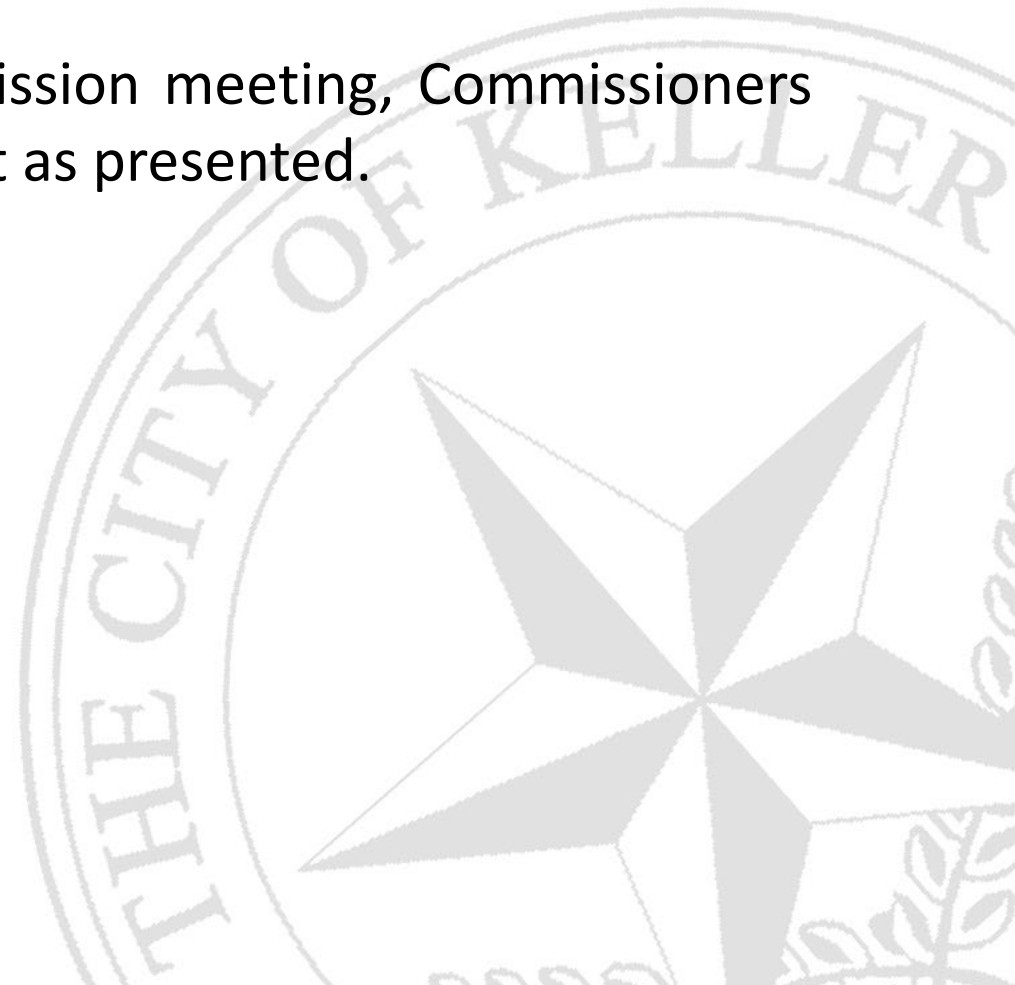 ission meeting, Commissioners
t as presented.
THE CITY OF KELLER